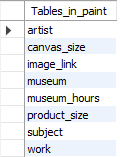 Tables_in_paint
artist
canvas_size
image_link
museum
museum_hours
product_size
subject
work